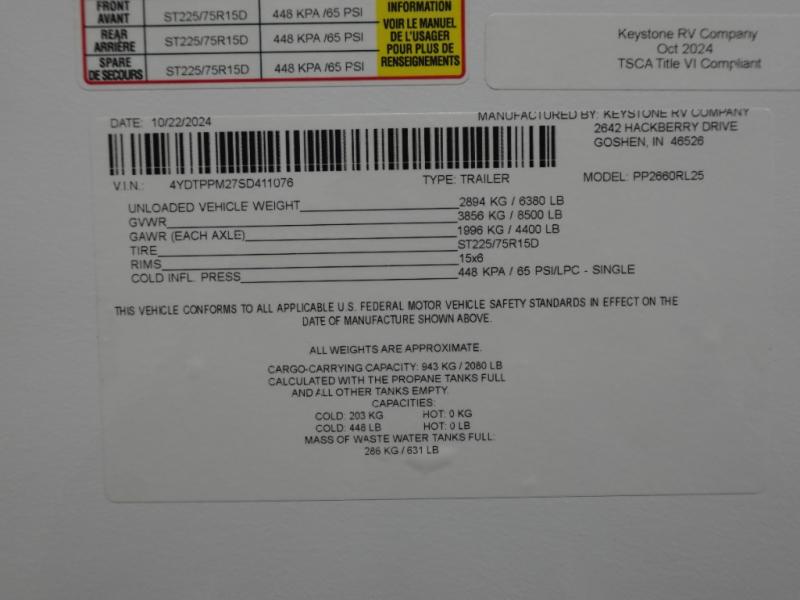 FRONT
AVANT
ST225/75R15D
448 KPA /65 PSI
REAR
ARRIÈRE
ST225/75R15D
448 KPA /65 PSI
SPARE
DE SECOURS
ST225/75R15D
448 KPA /65 PSI
INFORMATION
VOIR LE MANUEL
DE L'USAGER
POUR PLUS DE
RENSEIGNEMENTS
Keystone RV Company
Oct 2024
TSCA Title VI Compliant
DATE: 10/22/2024
MANUFACTURED BY: KEYSTONE RV COMPANY
2642 HACKBERRY DRIVE
GOSHEN, IN 46526
V.I.N.: 4YDTPPM27SD411076 TYPE: TRAILER MODEL: PP2660RL25
UNLOADED VEHICLE WEIGHT 2894 KG / 6380 LB
GVWR 3856 KG / 8500 LB
GAWR (EACH AXLE) 1996 KG / 4400 LB
TIRE ST225/75R15D
RIMS 15x6
COLD INFL. PRESS 448 KPA / 65 PSI/LPC - SINGLE
THIS VEHICLE CONFORMS TO ALL APPLICABLE U.S. FEDERAL MOTOR VEHICLE SAFETY STANDARDS IN EFFECT ON THE
DATE OF MANUFACTURE SHOWN ABOVE.
ALL WEIGHTS ARE APPROXIMATE.
CARGO-CARRYING CAPACITY: 943 KG / 2080 LB
CALCULATED WITH THE PROPANE TANKS FULL
AND ALL OTHER TANKS EMPTY.
CAPACITIES:
COLD: 203 KG HOT: 0 KG
COLD: 448 LB HOT: 0 LB
MASS OF WASTE WATER TANKS FULL:
286 KG / 631 LB